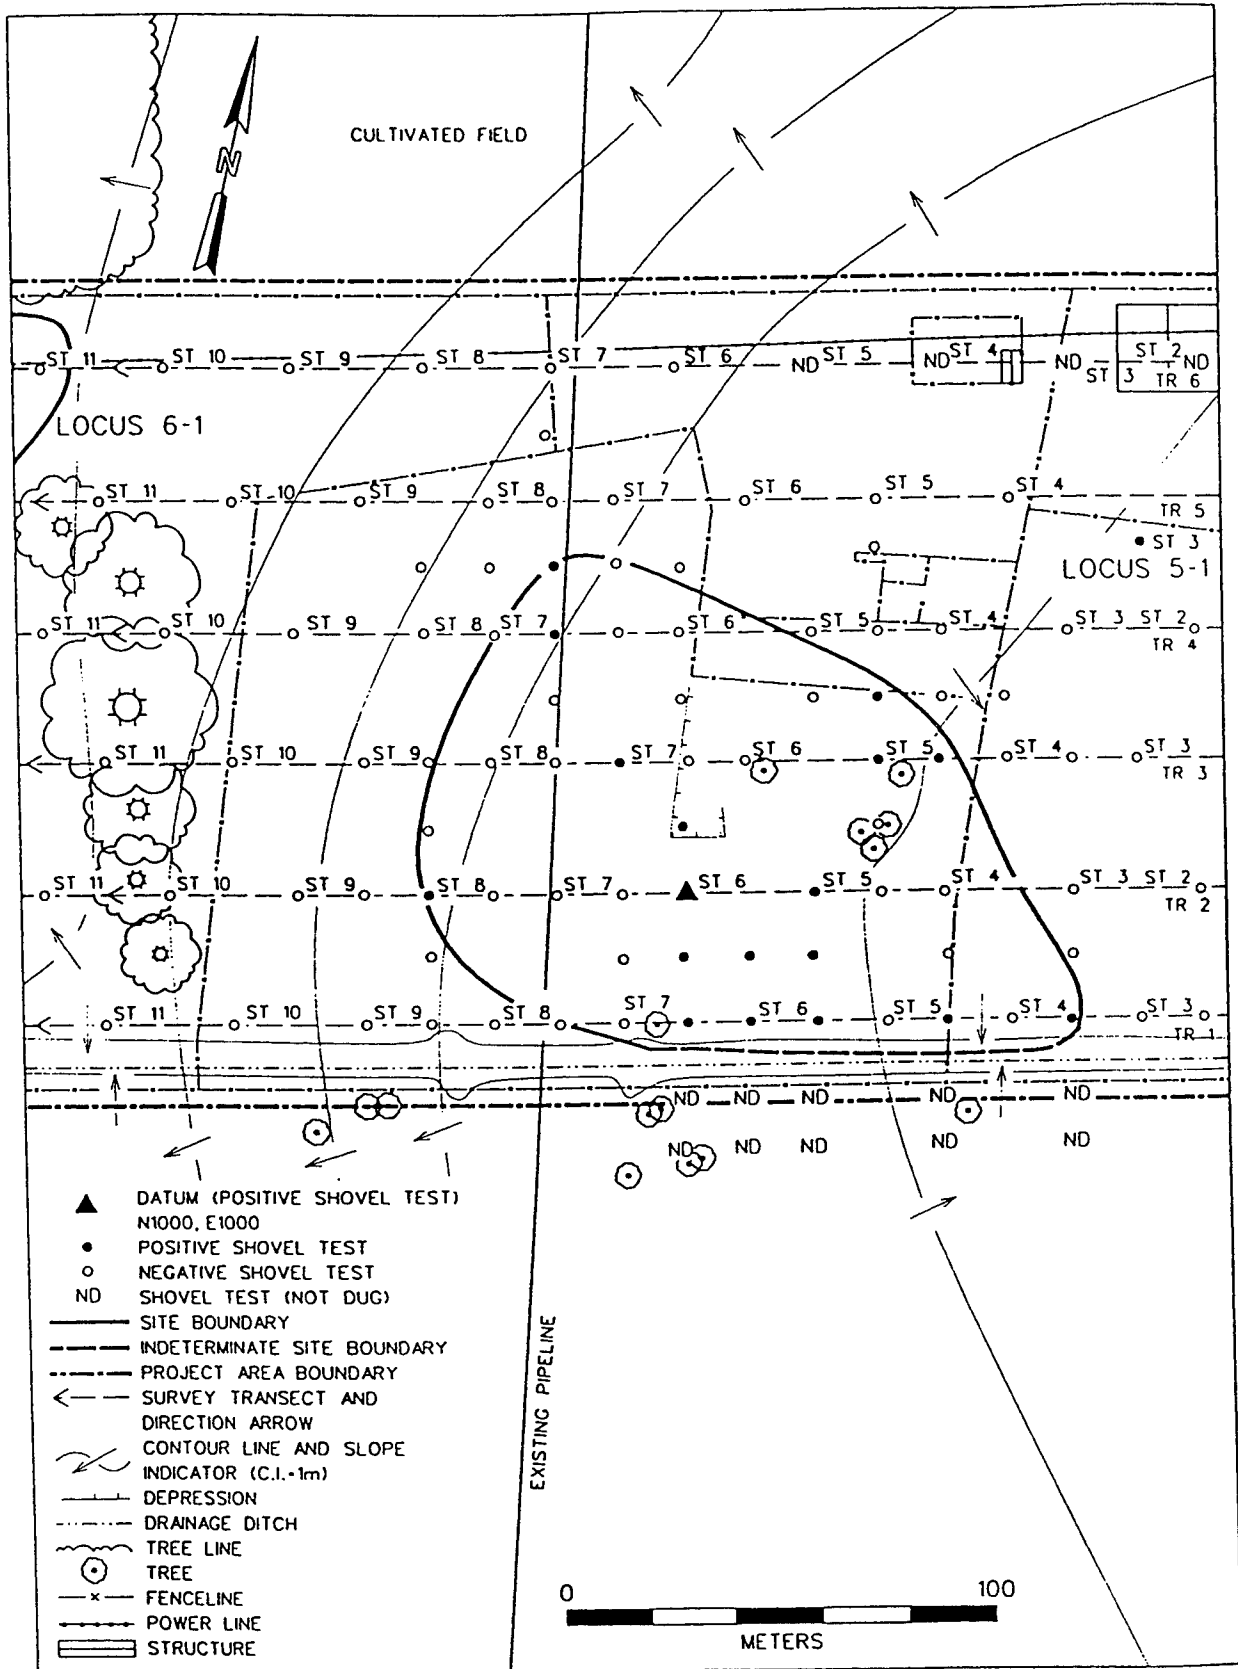 CULTIVATED FIELD
N
ST 11 ST 10 ST 9 ST 8 ST 7 ST 6 ND ST 5 ND ST 4 ND ST 3 ST 2 ND
TR 6
LOCUS 6-1
ST 11 ST 10 ST 9 ST 8 ST 7 ST 6 ST 5 ST 4
TR 5
ST 3
LOCUS 5-1
ST 11 ST 10 ST 9 ST 8 ST 7 ST 6 ST 5 ST 4 ST 3 ST 2
TR 4
ST 11 ST 10 ST 9 ST 8 ST 7 ST 6 ST 5 ST 4 ST 3
TR 3
ST 11 ST 10 ST 9 ST 8 ST 7 ST 6 ST 5 ST 4 ST 3 ST 2
TR 2
ST 11 ST 10 ST 9 ST 8 ST 7 ST 6 ST 5 ST 4 ST 3
TR 1
ND ND ND ND ND
ND ND ND ND ND
DATUM (POSITIVE SHOVEL TEST)
N1000, E1000
POSITIVE SHOVEL TEST
NEGATIVE SHOVEL TEST
ND SHOVEL TEST (NOT DUG)
SITE BOUNDARY
INDETERMINATE SITE BOUNDARY
PROJECT AREA BOUNDARY
SURVEY TRANSECT AND
DIRECTION ARROW
CONTOUR LINE AND SLOPE
INDICATOR (C.I.-1m)
DEPRESSION
DRAINAGE DITCH
TREE LINE
TREE
FENCELINE
POWER LINE
STRUCTURE
EXISTING PIPELINE
0 100
METERS